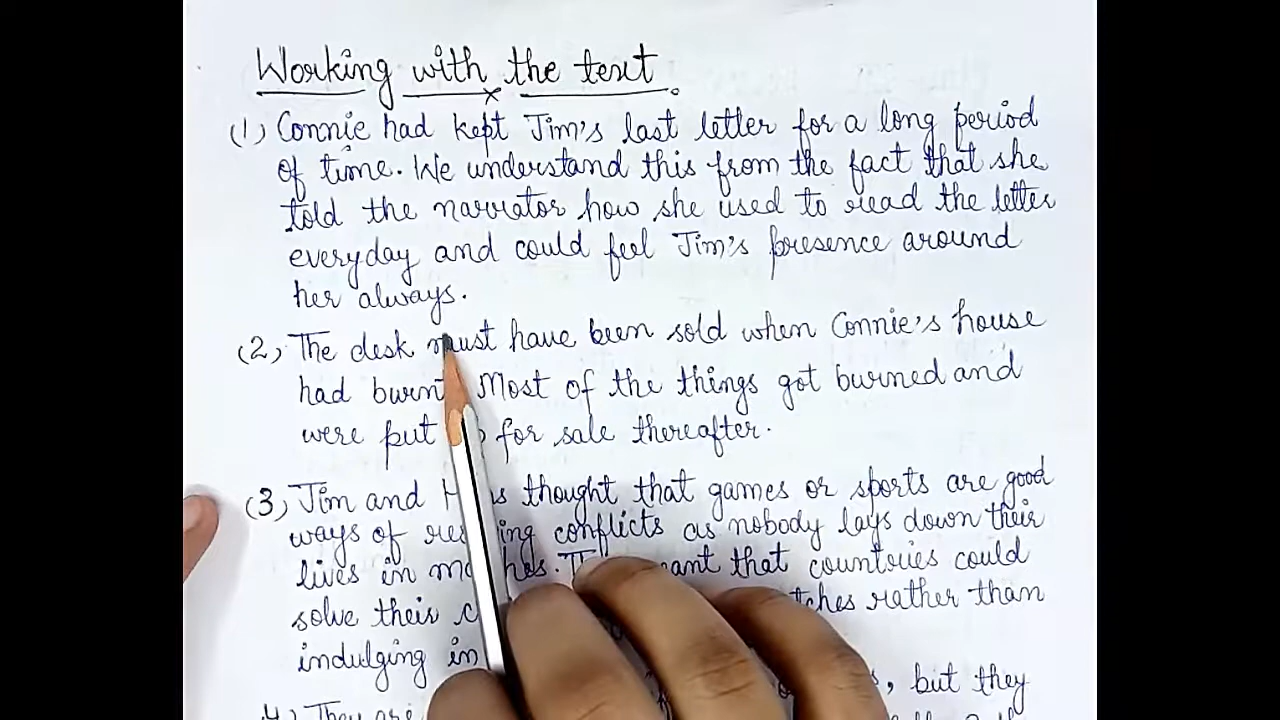 Working with the text.
(1) Connie had kept Jim's last letter for a long period
of time. We understand this from the fact that she
told the narrator how she used to read the letter
everyday and could feel Jim's presence around
her always.
(2) The desk must have been sold when Connie's house
had burnt Most of the things got burned and
were put for sale thereafter.
(3) Jim and thought that games or sports are good
ways of conflicts as nobody lays down their
lives in that countries could
solve their rather than
indulging in
, but they
4) They are